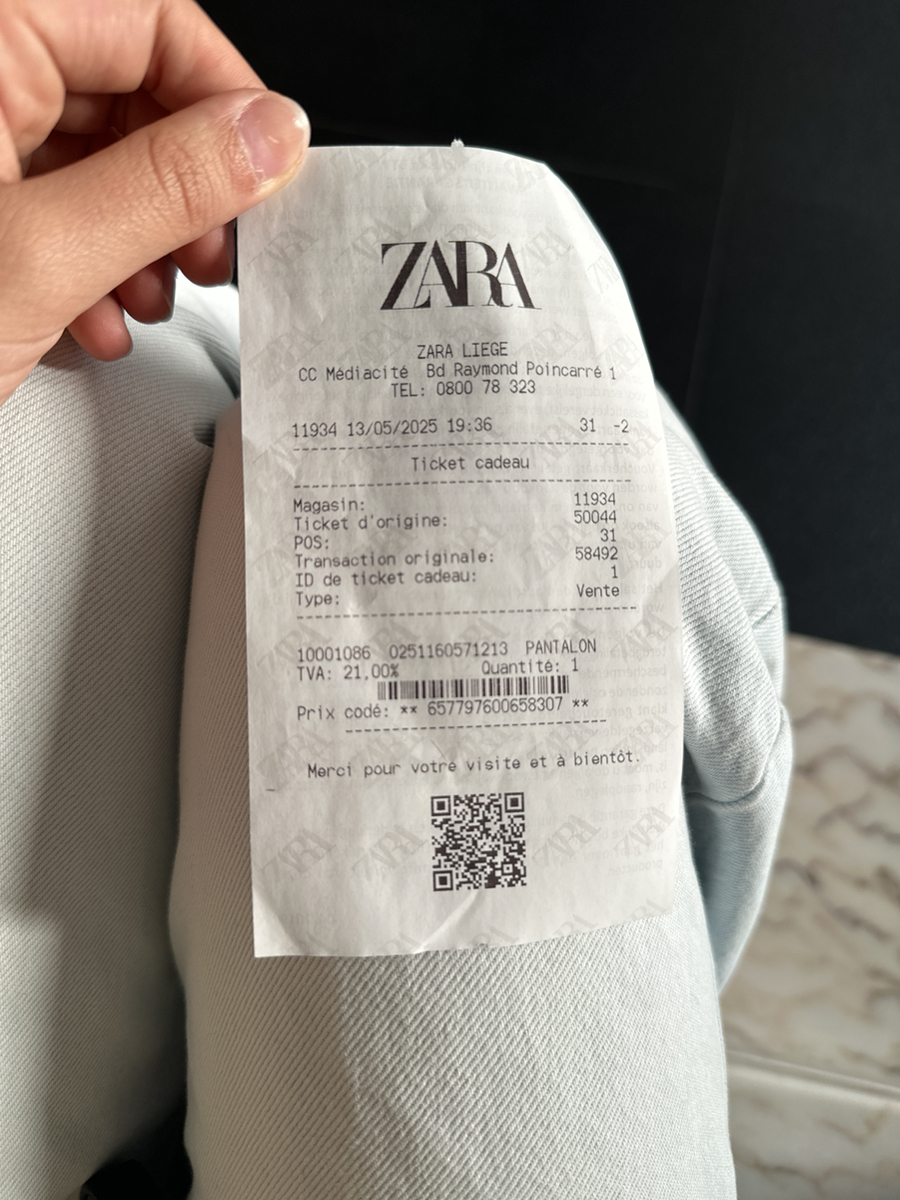 ZARA
ZARA LIEGE
CC Médiacité Bd Raymond Poincarré 1
TEL: 0800 78 323
11934 13/05/2025 19:36 31 -2
Ticket cadeau
Magasin: 11934
Ticket d'origine: 50044
POS: 31
Transaction originale: 58492
ID de ticket cadeau: 1
Type: Vente
10001086 0251160571213 PANTALON
TVA: 21,00% Quantité: 1
Prix codé: ** 657797600658307 **
Merci pour votre visite et à bientôt.